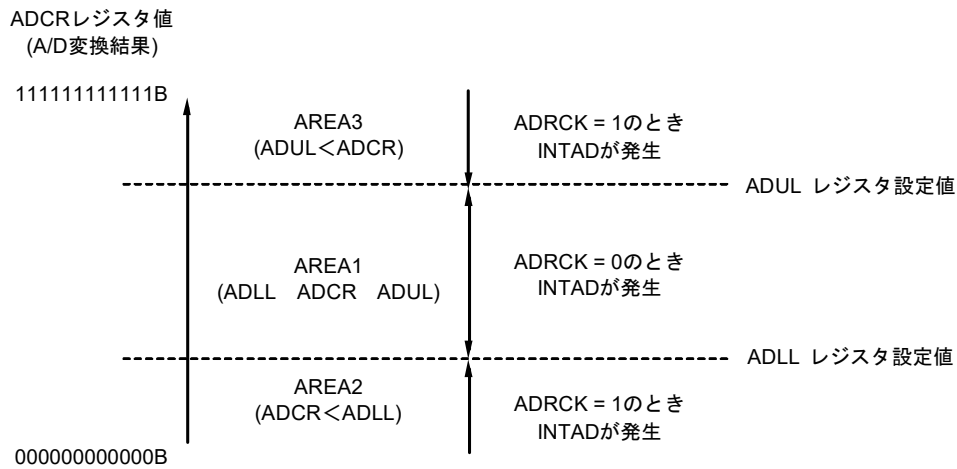 ADCRレジスタ値
(A/D変換結果)
111111111111B
AREA3
(ADUL＜ADCR)
ADRCK = 1のとき
INTADが発生
ADUL レジスタ設定値
AREA1
(ADLL　ADCR　ADUL)
ADRCK = 0のとき
INTADが発生
ADLL レジスタ設定値
AREA2
(ADCR＜ADLL)
ADRCK = 1のとき
INTADが発生
000000000000B